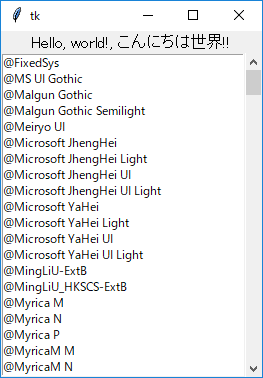 tk
Hello, world!, こんにちは世界!!
@FixedSys
@MS UI Gothic
@Malgun Gothic
@Malgun Gothic Semilight
@Meiryo UI
@Microsoft JhengHei
@Microsoft JhengHei Light
@Microsoft JhengHei UI
@Microsoft JhengHei UI Light
@Microsoft YaHei
@Microsoft YaHei Light
@Microsoft YaHei UI
@Microsoft YaHei UI Light
@MingLiU-ExtB
@MingLiU_HKSCS-ExtB
@Myrica M
@Myrica N
@Myrica P
@MyricaM M
@MyricaM N